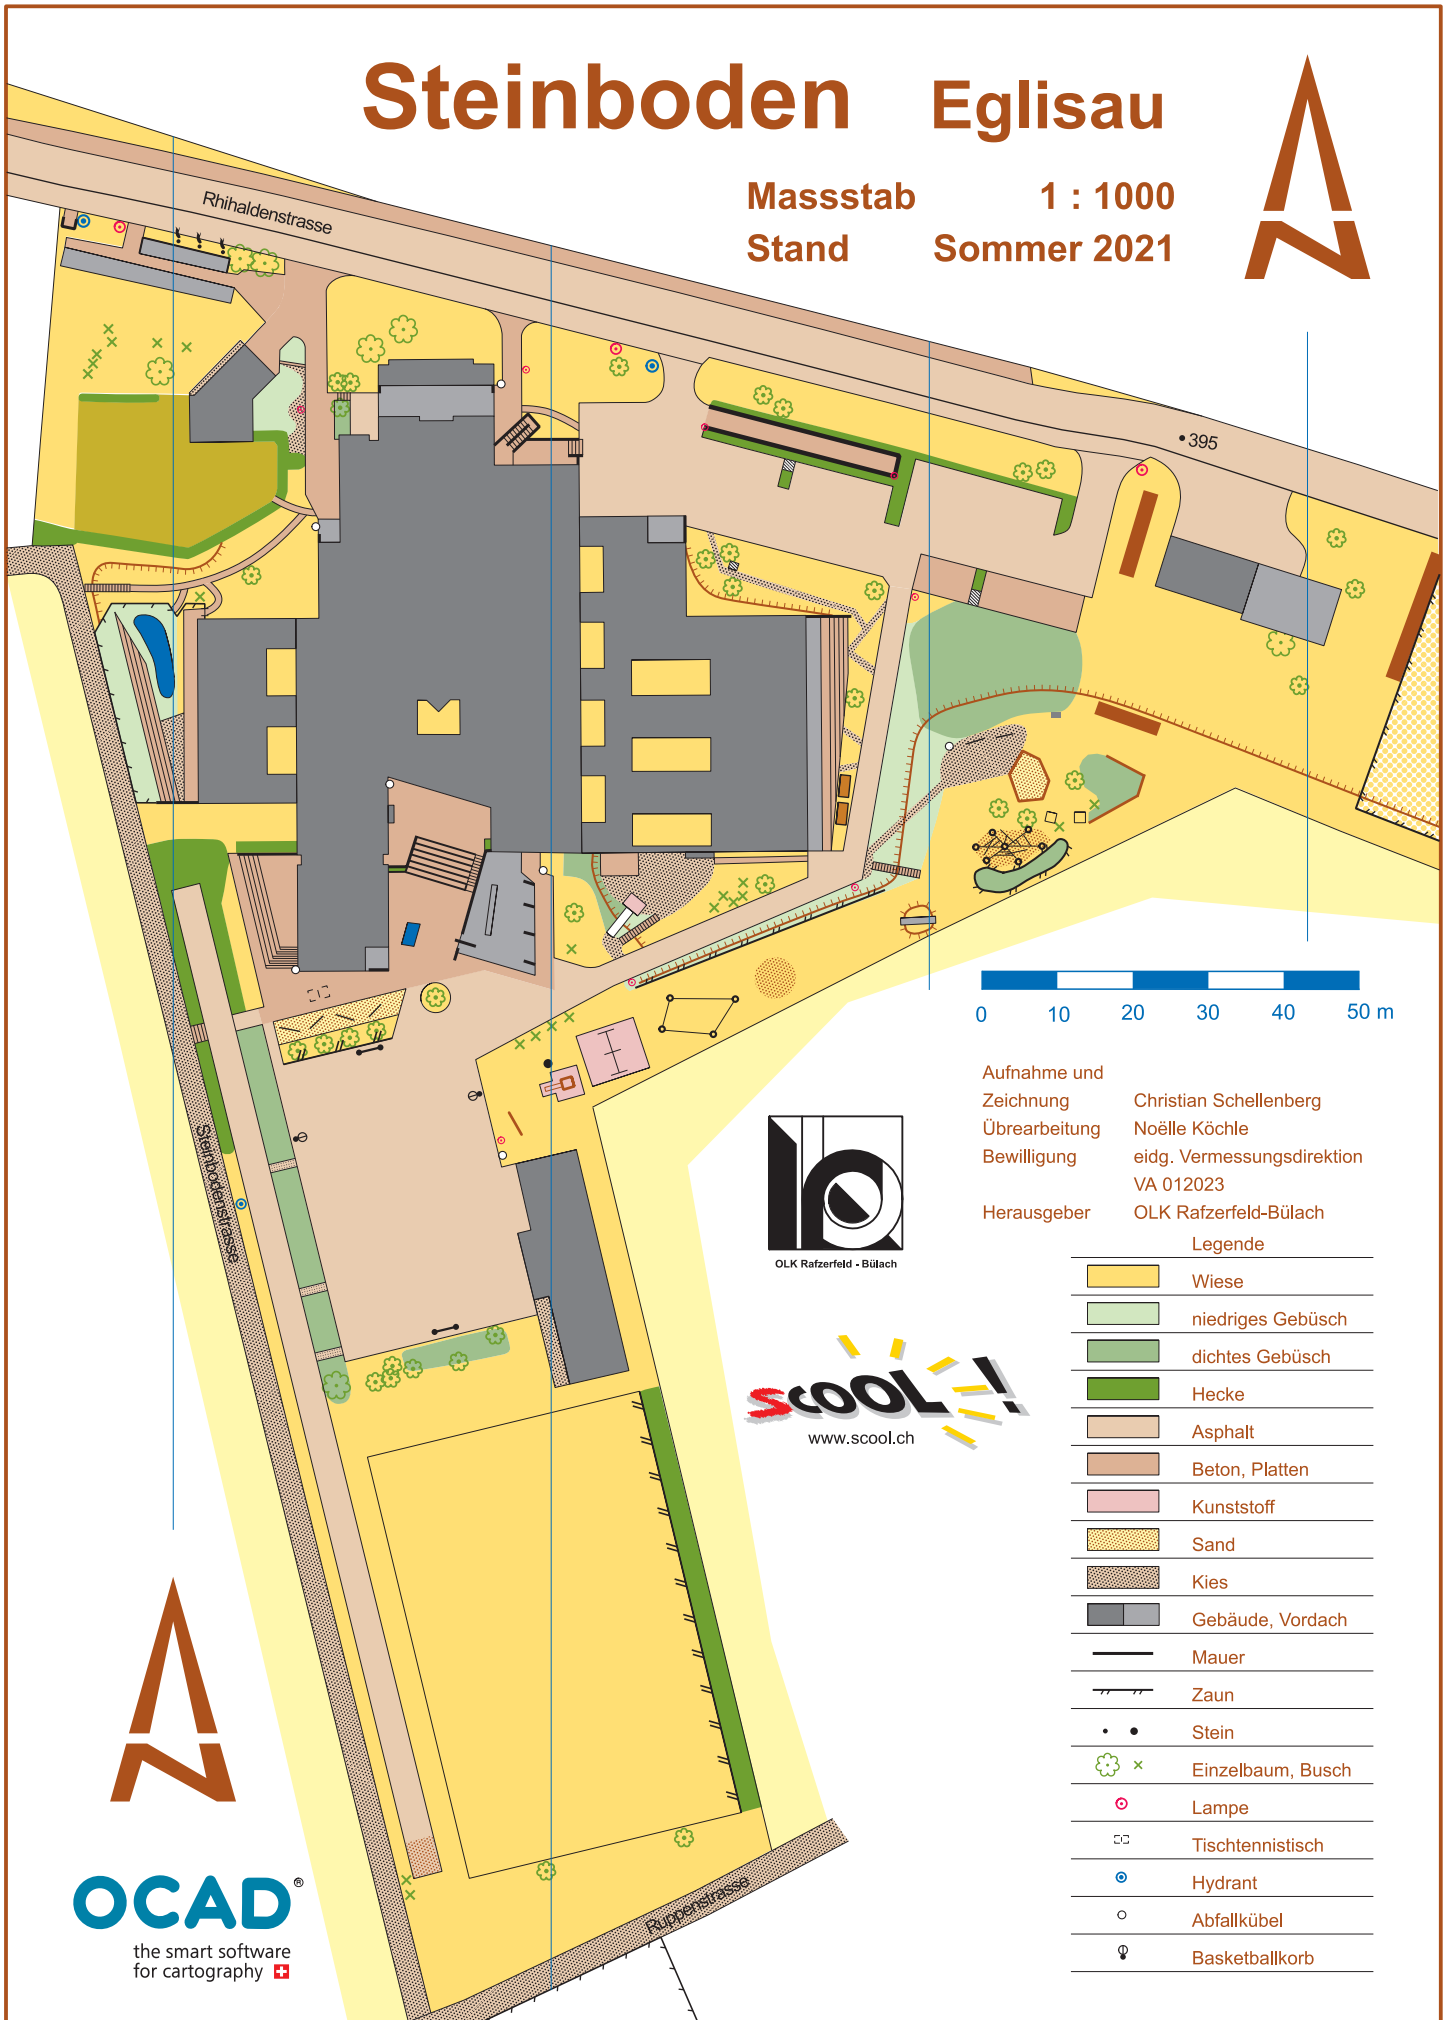 Steinboden Eglisau
Massstab 1 : 1000
Stand Sommer 2021
Rhihaldenstrasse
395
0 10 20 30 40 50 m
Aufnahme und
Zeichnung Christian Schellenberg
Übrearbeitung Noëlle Köchle
Bewilligung eidg. Vermessungsdirektion
VA 012023
Herausgeber OLK Rafzerfeld-Bülach
OLK Rafzerfeld - Bülach
Steinbodenstrasse
scool!
www.scool.ch
Legende
Wiese
niedriges Gebüsch
dichtes Gebüsch
Hecke
Asphalt
Beton, Platten
Kunststoff
Sand
Kies
Gebäude, Vordach
Mauer
Zaun
Stein
Einzelbaum, Busch
Lampe
Tischtennistisch
Hydrant
Abfallkübel
Basketballkorb
Ruppenstrasse
OCAD®
the smart software
for cartography